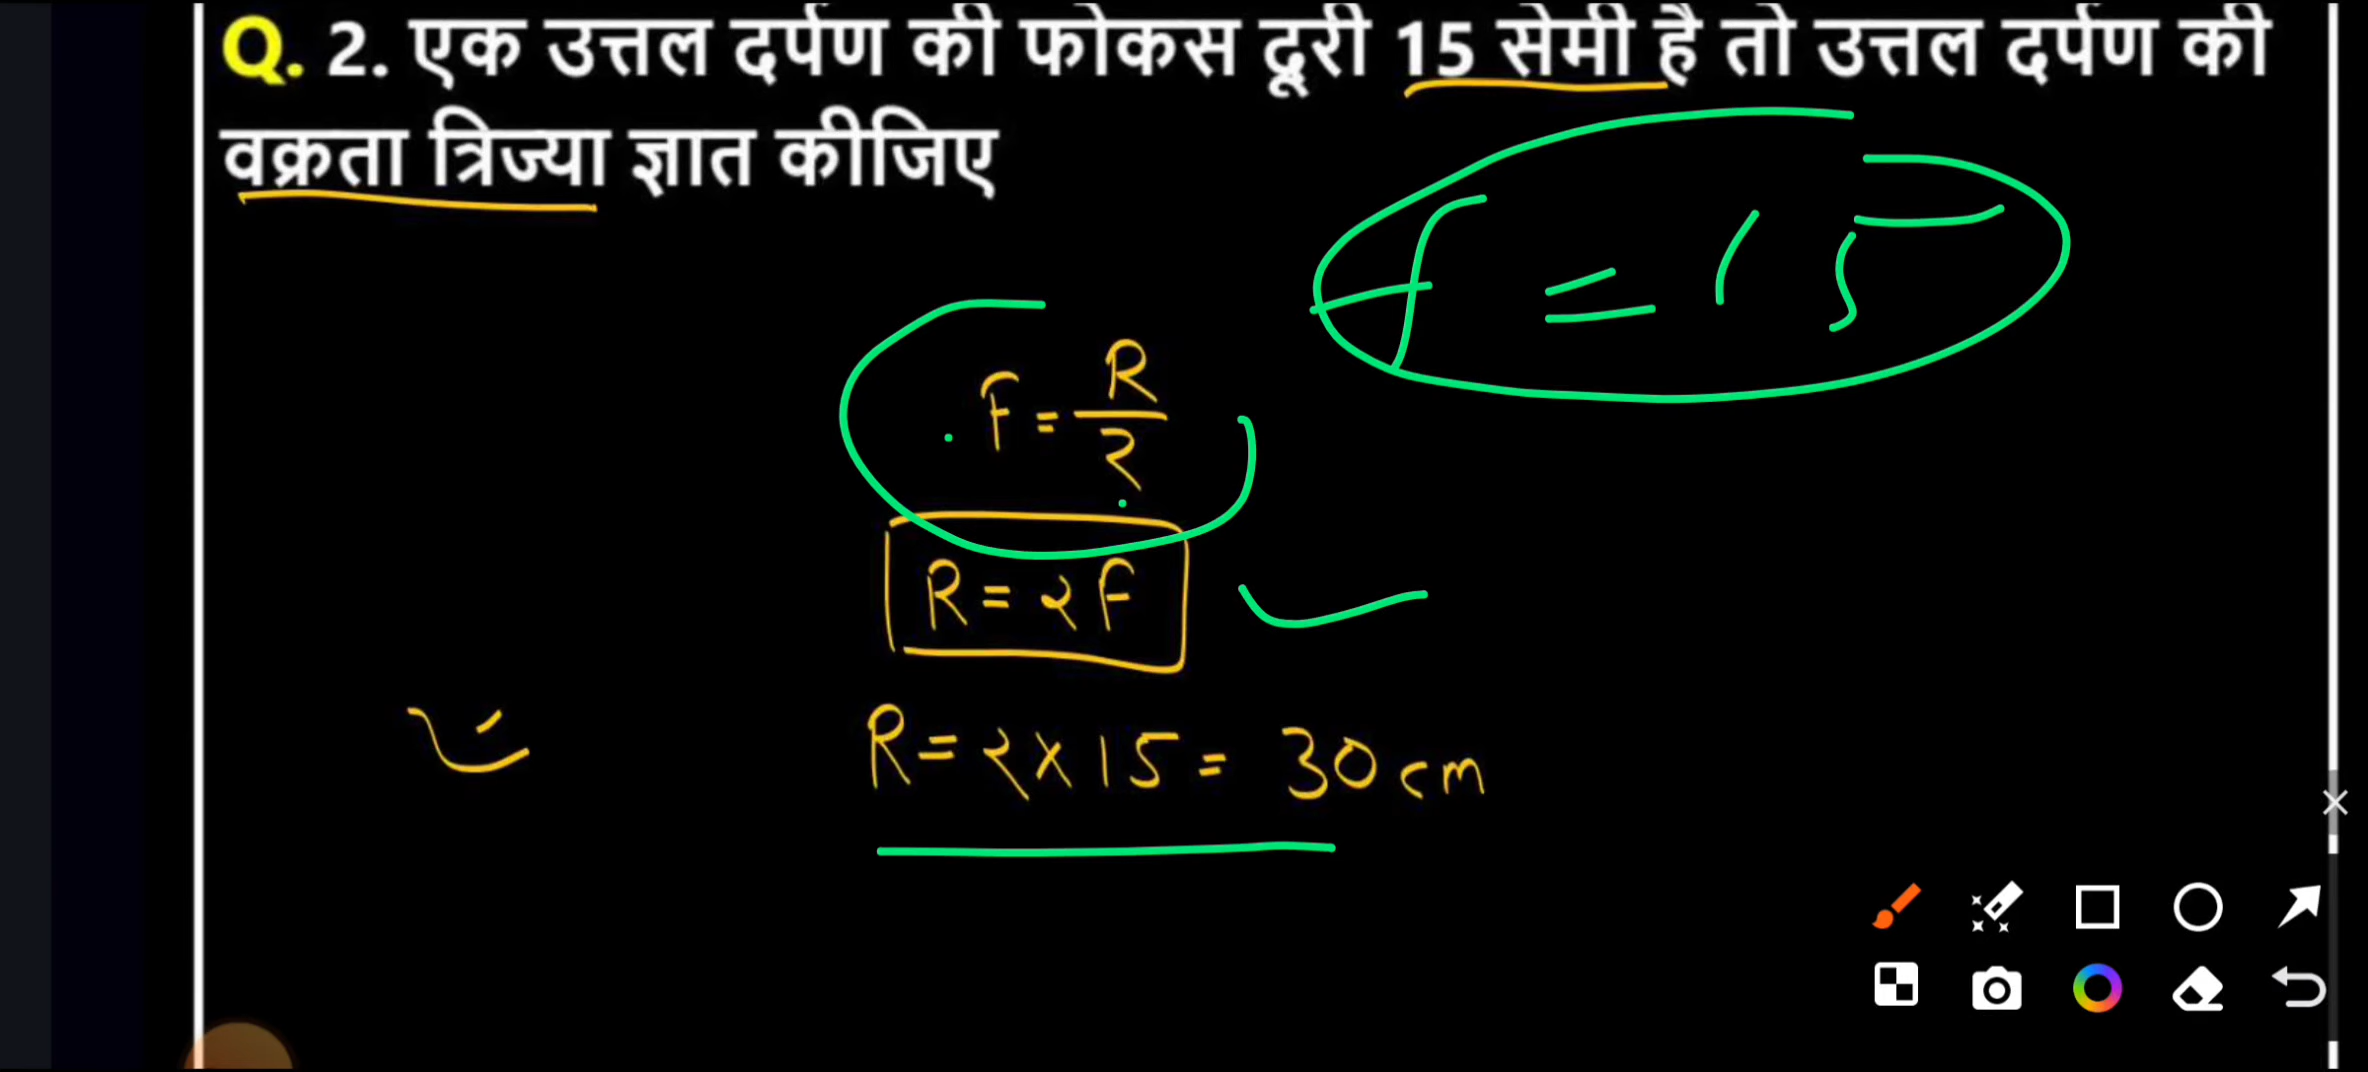 Q. 2. एक उत्तल दर्पण की फोकस दूरी 15 सेमी है तो उत्तल दर्पण की
वक्रता त्रिज्या ज्ञात कीजिए
f = 15
f = R/2
R = 2f
R = 2 × 15 = 30 cm